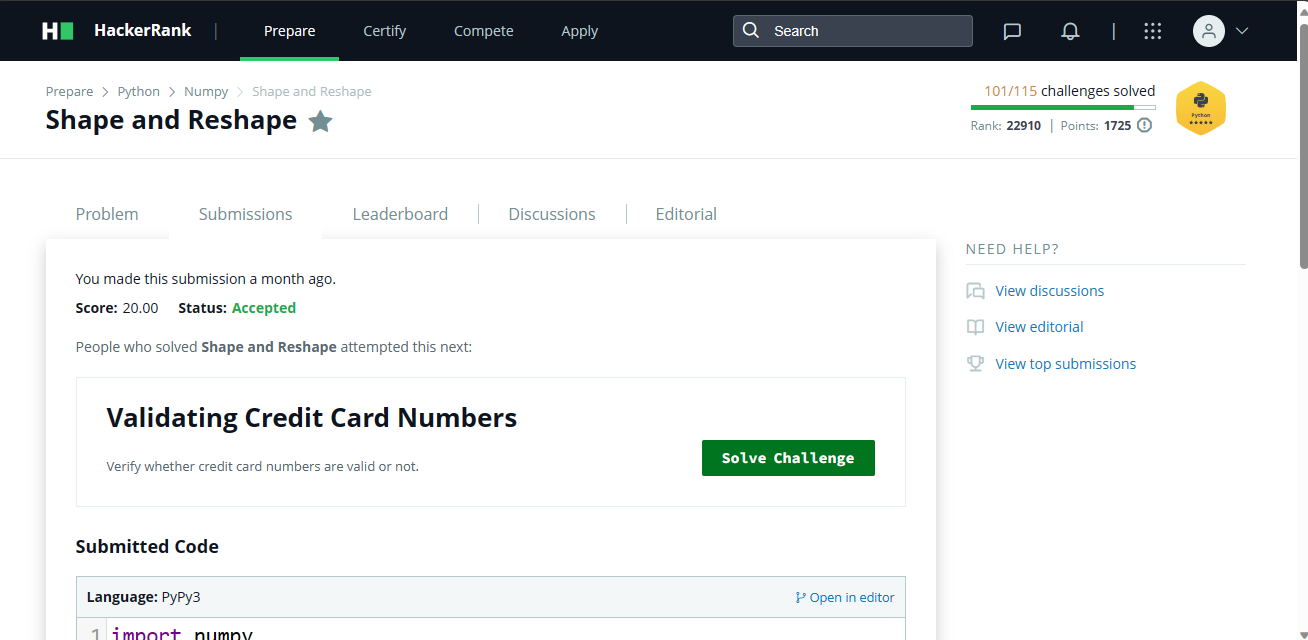 H HackerRank | Prepare Certify Compete Apply Search |
Prepare > Python > Numpy > Shape and Reshape
Shape and Reshape
101/115 challenges solved
Rank: 22910 | Points: 1725
Python
Problem Submissions Leaderboard | Discussions | Editorial
You made this submission a month ago.
Score: 20.00 Status: Accepted
People who solved Shape and Reshape attempted this next:
Validating Credit Card Numbers
Verify whether credit card numbers are valid or not.
Solve Challenge
Submitted Code
Language: PyPy3 Open in editor
1 import numpy
NEED HELP?
View discussions
View editorial
View top submissions